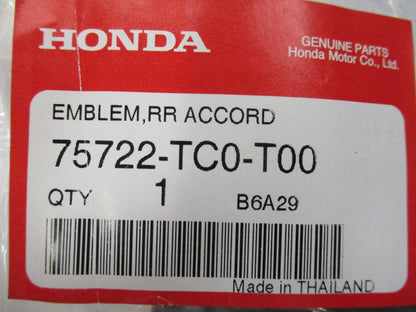 HONDA
GENUINE PARTS
Honda Motor Co., Ltd.
EMBLEM,RR ACCORD
75722-TC0-T00
QTY 1 B6A29
Made in THAILAND